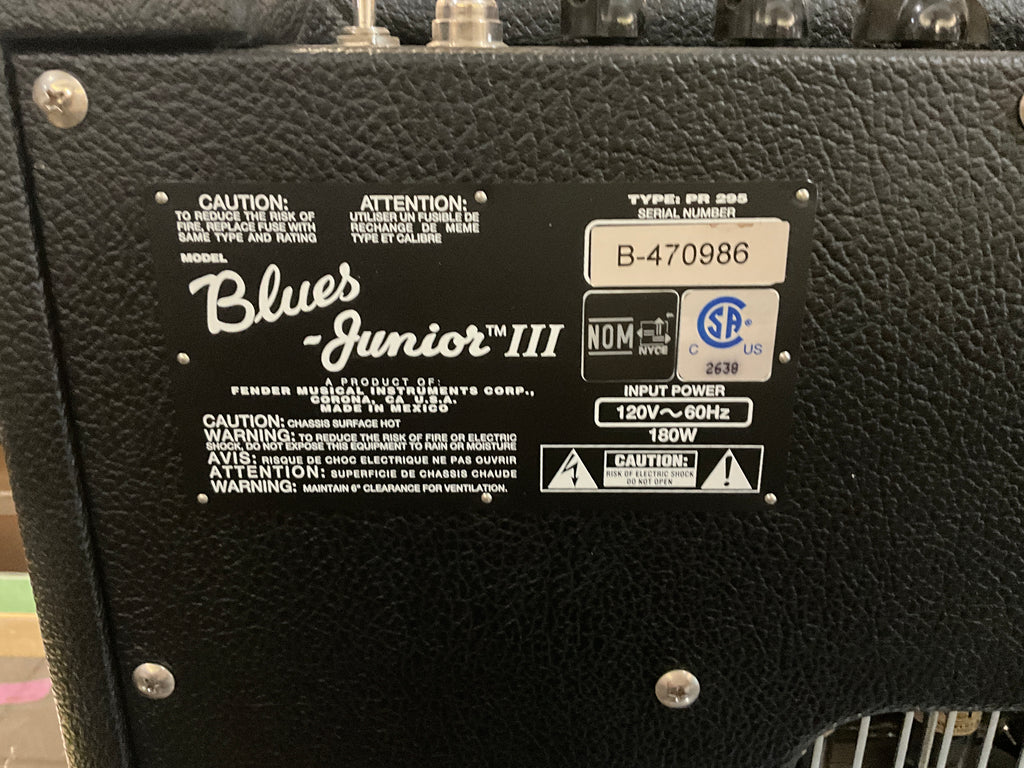 CAUTION:
TO REDUCE THE RISK OF
FIRE, REPLACE FUSE WITH
SAME TYPE AND RATING
ATTENTION:
UTILISER UN FUSIBLE DE
RECHANGE DE MEME
TYPE ET CALIBRE
TYPE: PR 295
SERIAL NUMBER
B-470986
MODEL
Blues
Junior™ III
NOM
NYCE
CSA®
C US
2638
A PRODUCT OF:
FENDER MUSICAL INSTRUMENTS CORP.,
CORONA, CA U.S.A.
MADE IN MEXICO
INPUT POWER
120V~60Hz
180W
CAUTION: CHASSIS SURFACE HOT
WARNING: TO REDUCE THE RISK OF FIRE OR ELECTRIC
SHOCK, DO NOT EXPOSE THIS EQUIPMENT TO RAIN OR MOISTURE
AVIS: RISQUE DE CHOC ELECTRIQUE NE PAS OUVRIR
ATTENTION: SUPERFICIE DE CHASSIS CHAUDE
WARNING: MAINTAIN 6" CLEARANCE FOR VENTILATION.
CAUTION:
RISK OF ELECTRIC SHOCK
DO NOT OPEN
!